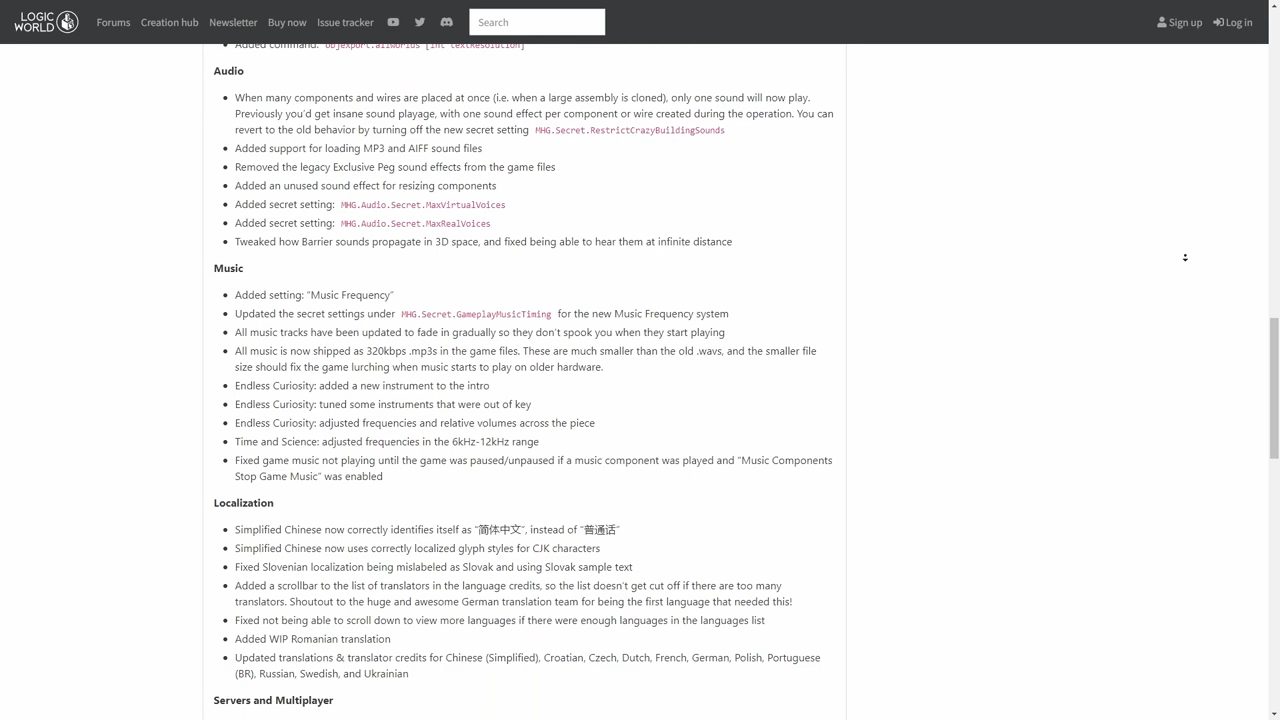 LOGIC WORLD
Forums Creation hub Newsletter Buy now Issue tracker Search Sign up Log in
Added command: objexport.allworlds [int textResolution]
Audio
When many components and wires are placed at once (i.e. when a large assembly is cloned), only one sound will now play.
Previously you'd get insane sound playage, with one sound effect per component or wire created during the operation. You can
revert to the old behavior by turning off the new secret setting MHG.Secret.RestrictCrazyBuildingSounds
Added support for loading MP3 and AIFF sound files
Removed the legacy Exclusive Peg sound effects from the game files
Added an unused sound effect for resizing components
Added secret setting: MHG.Audio.Secret.MaxVirtualVoices
Added secret setting: MHG.Audio.Secret.MaxRealVoices
Tweaked how Barrier sounds propagate in 3D space, and fixed being able to hear them at infinite distance
Music
Added setting: "Music Frequency"
Updated the secret settings under MHG.Secret.GameplayMusicTiming for the new Music Frequency system
All music tracks have been updated to fade in gradually so they don't spook you when they start playing
All music is now shipped as 320kbps .mp3s in the game files. These are much smaller than the old .wavs, and the smaller file
size should fix the game lurching when music starts to play on older hardware.
Endless Curiosity: added a new instrument to the intro
Endless Curiosity: tuned some instruments that were out of key
Endless Curiosity: adjusted frequencies and relative volumes across the piece
Time and Science: adjusted frequencies in the 6kHz-12kHz range
Fixed game music not playing until the game was paused/unpaused if a music component was played and "Music Components
Stop Game Music" was enabled
Localization
Simplified Chinese now correctly identifies itself as "简体中文", instead of "普通话"
Simplified Chinese now uses correctly localized glyph styles for CJK characters
Fixed Slovenian localization being mislabeled as Slovak and using Slovak sample text
Added a scrollbar to the list of translators in the language credits, so the list doesn't get cut off if there are too many
translators. Shoutout to the huge and awesome German translation team for being the first language that needed this!
Fixed not being able to scroll down to view more languages if there were enough languages in the languages list
Added WIP Romanian translation
Updated translations & translator credits for Chinese (Simplified), Croatian, Czech, Dutch, French, German, Polish, Portuguese
(BR), Russian, Swedish, and Ukrainian
Servers and Multiplayer